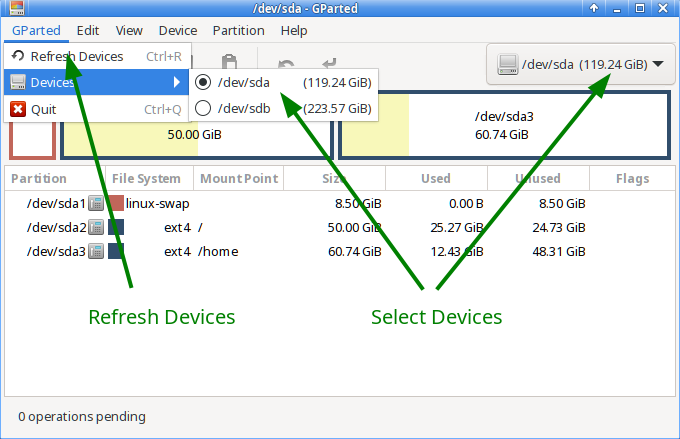 /dev/sda - GParted
GParted Edit View Device Partition Help
Refresh Devices Ctrl+R
Devices
Quit Ctrl+Q
/dev/sda (119.24 GiB)
/dev/sdb (223.57 GiB)
/dev/sda (119.24 GiB)
50.00 GiB
/dev/sda3
60.74 GiB
Partition File System Mount Point Size Used Unused Flags
/dev/sda1 linux-swap 8.50 GiB 0.00 B 8.50 GiB
/dev/sda2 ext4 / 50.00 GiB 25.27 GiB 24.73 GiB
/dev/sda3 ext4 /home 60.74 GiB 12.43 GiB 48.31 GiB
Refresh Devices
Select Devices
0 operations pending